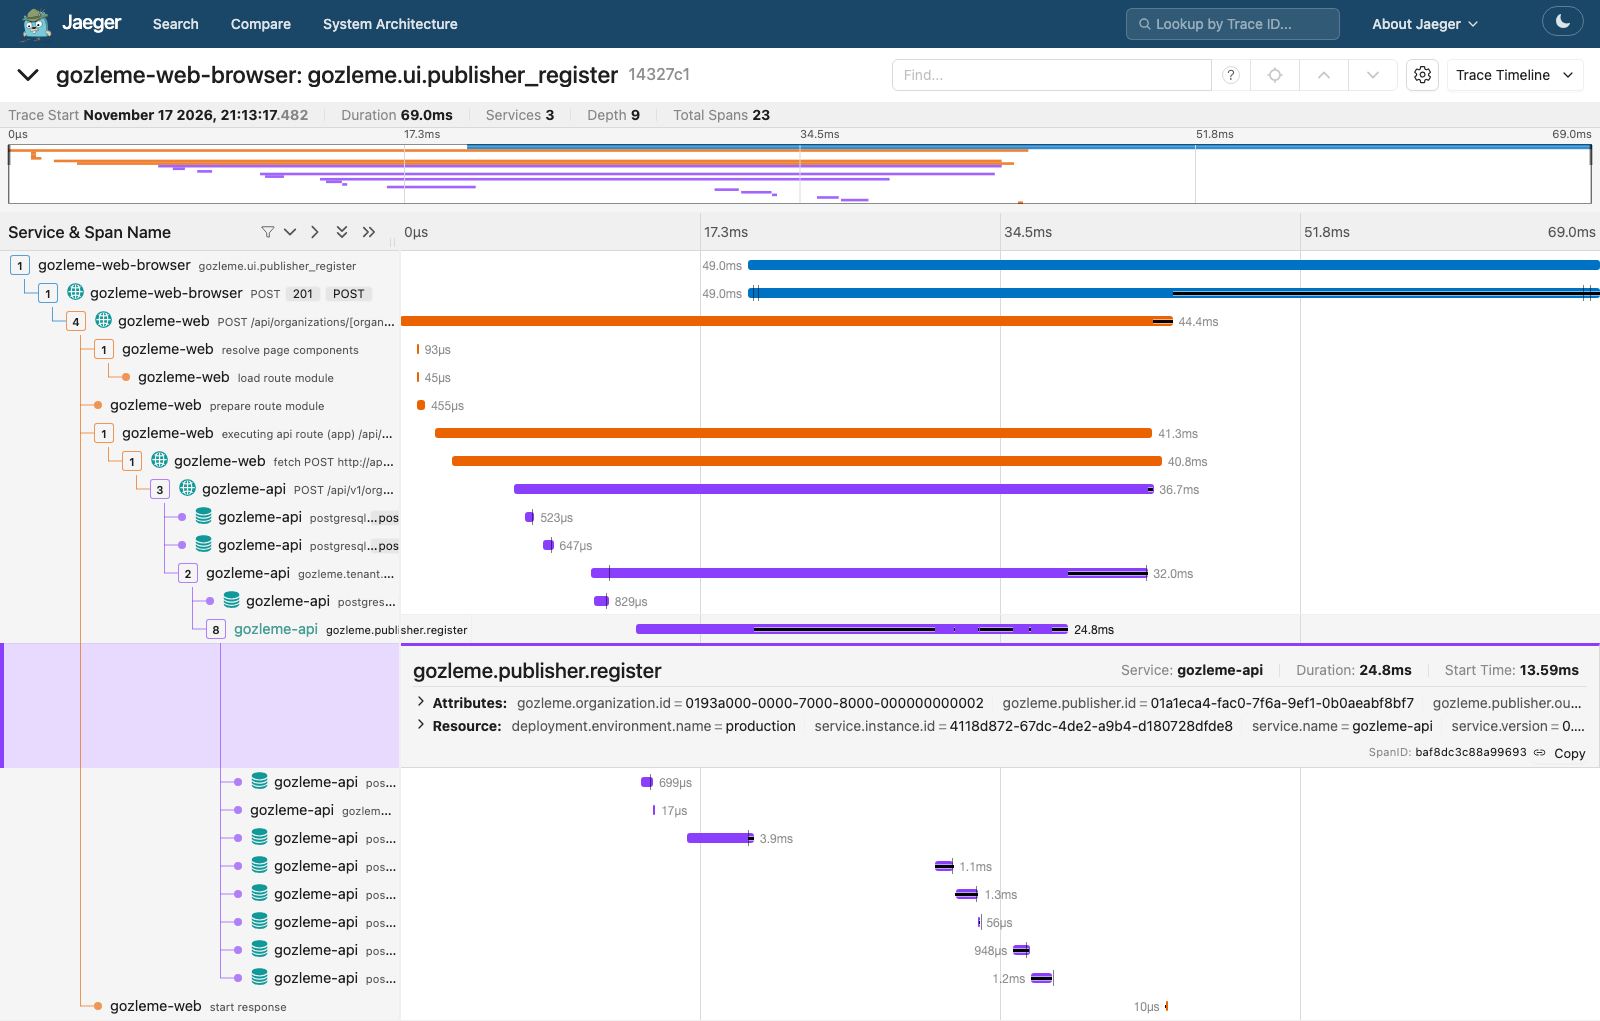 Jaeger Search Compare System Architecture Lookup by Trace ID... About Jaeger
gozleme-web-browser: gozleme.ui.publisher_register 14327c1 Find... ? Trace Timeline
Trace Start November 17 2026, 21:13:17.482 Duration 69.0ms Services 3 Depth 9 Total Spans 23
0μs 17.3ms 34.5ms 51.8ms 69.0ms
Service & Span Name 0μs 17.3ms 34.5ms 51.8ms 69.0ms
1 gozleme-web-browser gozleme.ui.publisher_register 49.0ms
1 gozleme-web-browser POST 201 POST 49.0ms
4 gozleme-web POST /api/organizations/[organ... 44.4ms
1 gozleme-web resolve page components 93μs
gozleme-web load route module 45μs
gozleme-web prepare route module 455μs
1 gozleme-web executing api route (app) /api/... 41.3ms
1 gozleme-web fetch POST http://ap... 40.8ms
3 gozleme-api POST /api/v1/org... 36.7ms
gozleme-api postgresql...pos 523μs
gozleme-api postgresql...pos 647μs
2 gozleme-api gozleme.tenant.... 32.0ms
gozleme-api postgres... 829μs
8 gozleme-api gozleme.publisher.register 24.8ms
gozleme.publisher.register Service: gozleme-api Duration: 24.8ms Start Time: 13.59ms
Attributes: gozleme.organization.id = 0193a000-0000-7000-8000-000000000002 gozleme.publisher.id = 01a1eca4-fac0-7f6a-9ef1-0b0aeabf8bf7 gozleme.publisher.ou...
Resource: deployment.environment.name = production service.instance.id = 4118d872-67dc-4de2-a9b4-d180728dfde8 service.name = gozleme-api service.version = 0....
SpanID: baf8dc3c88a99693 Copy
gozleme-api pos... 699μs
gozleme-api gozlem... 17μs
gozleme-api pos... 3.9ms
gozleme-api pos... 1.1ms
gozleme-api pos... 1.3ms
gozleme-api pos... 56μs
gozleme-api pos... 948μs
gozleme-api pos... 1.2ms
gozleme-web start response 10μs